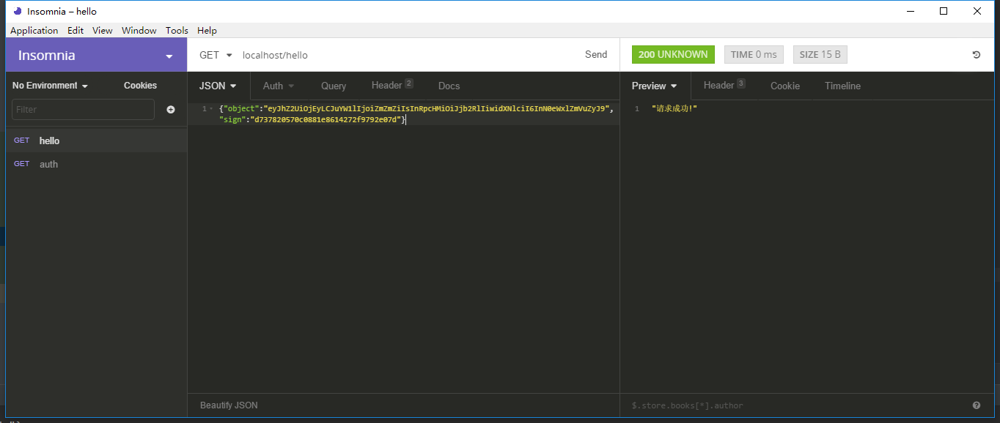 Insomnia – hello
Application Edit View Window Tools Help
Insomnia
GET localhost/hello Send
200 UNKNOWN TIME 0 ms SIZE 15 B
No Environment Cookies
JSON Auth Query Header 2 Docs
Preview Header 3 Cookie Timeline
Filter
1 {"object":"eyJhZ2UiOjEyLCJuYW1lIjoiZmZmZiIsInRpcHMiOiJjb2RlIiwidXNlciI6InN0eWxlZmVuZyJ9",
"sign":"d737820570c0881e8614272f9792e07d"}
1 "请求成功!"
GET hello
GET auth
Beautify JSON
$.store.books[*].author